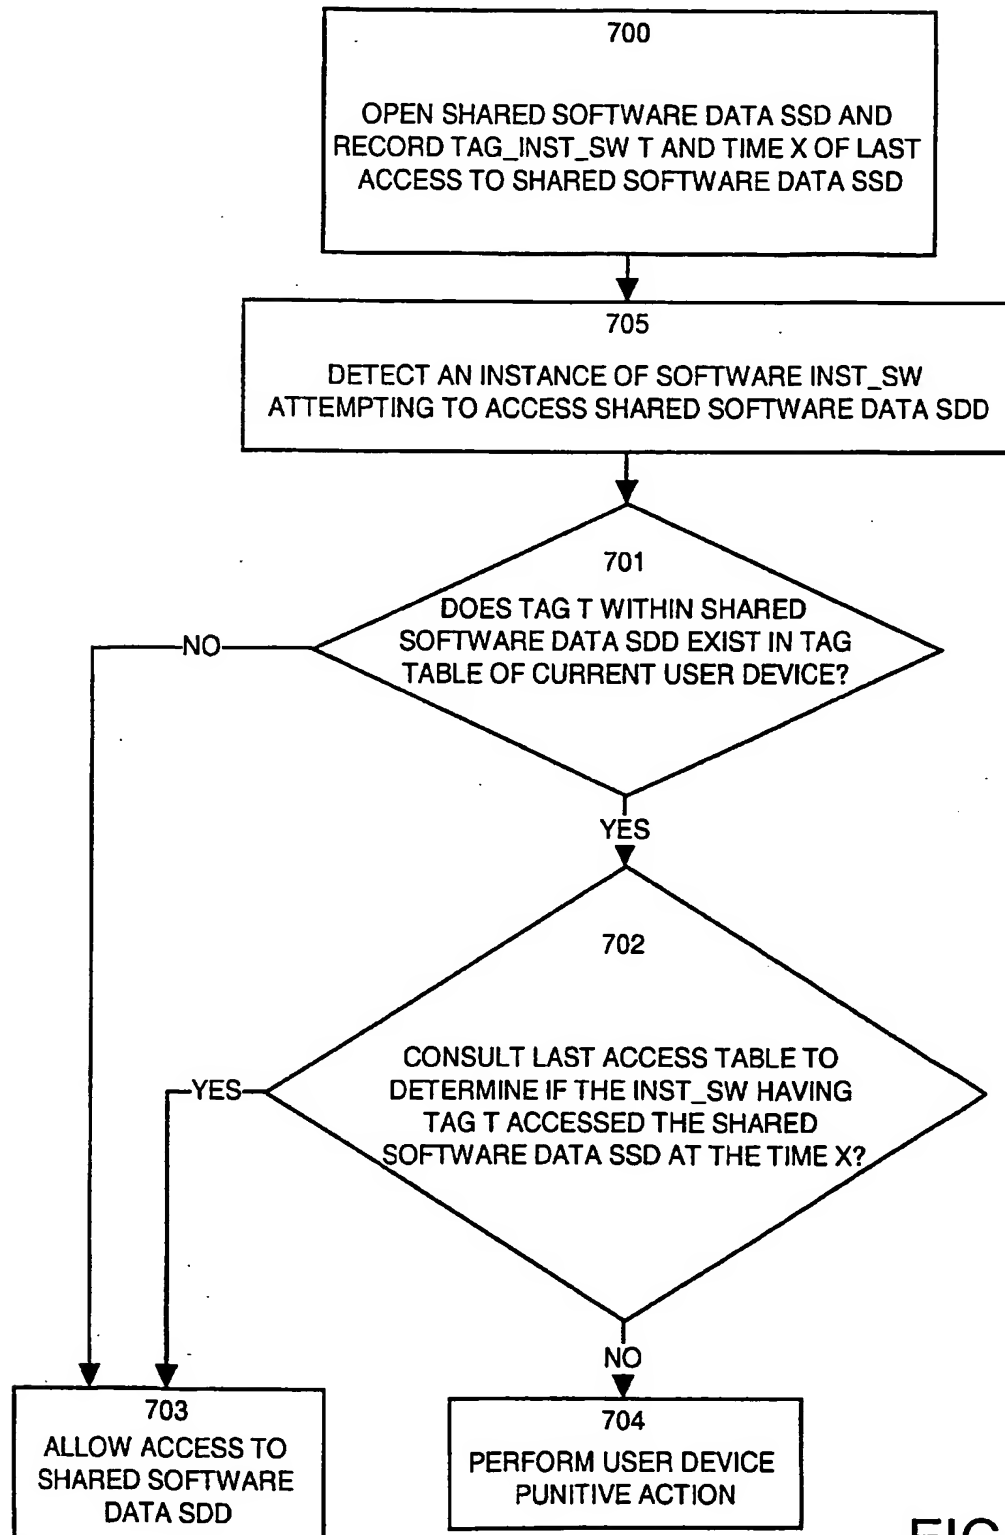 700
OPEN SHARED SOFTWARE DATA SSD AND
RECORD TAG_INST_SW T AND TIME X OF LAST
ACCESS TO SHARED SOFTWARE DATA SSD
705
DETECT AN INSTANCE OF SOFTWARE INST_SW
ATTEMPTING TO ACCESS SHARED SOFTWARE DATA SDD
701
DOES TAG T WITHIN SHARED
SOFTWARE DATA SDD EXIST IN TAG
TABLE OF CURRENT USER DEVICE?
NO
YES
702
CONSULT LAST ACCESS TABLE TO
DETERMINE IF THE INST_SW HAVING
TAG T ACCESSED THE SHARED
SOFTWARE DATA SSD AT THE TIME X?
YES
NO
703
ALLOW ACCESS TO
SHARED SOFTWARE
DATA SDD
704
PERFORM USER DEVICE
PUNITIVE ACTION
FIG